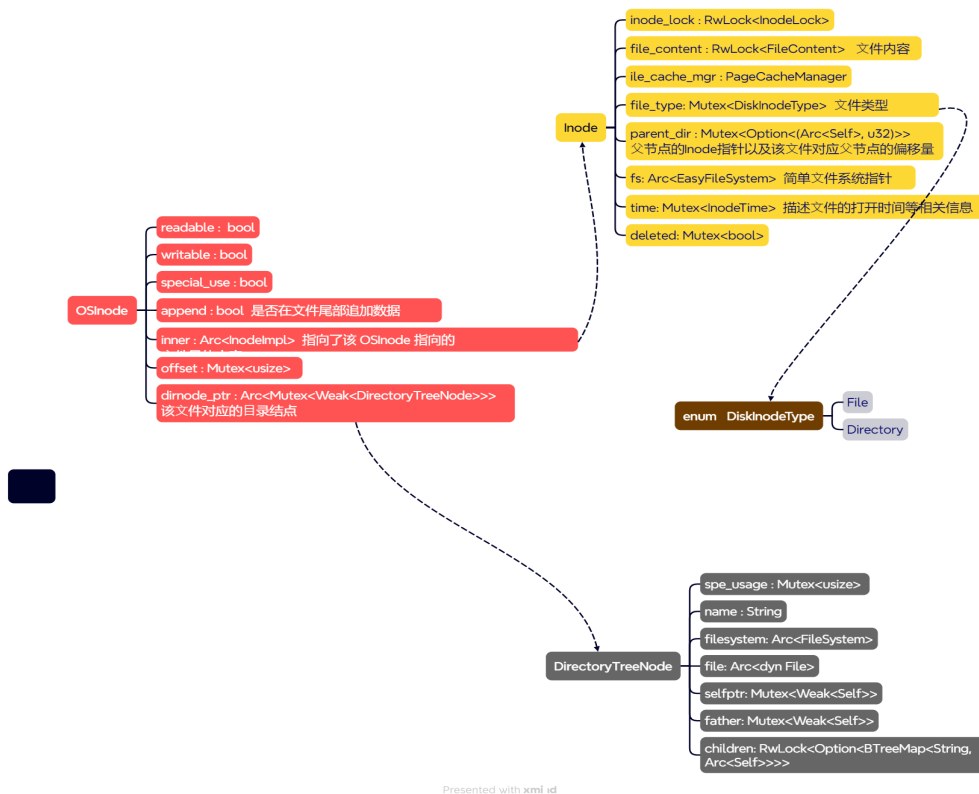 inode_lock : RwLock<InodeLock>
file_content : RwLock<FileContent> 文件内容
ile_cache_mgr : PageCacheManager
file_type: Mutex<DiskInodeType> 文件类型
Inode
parent_dir : Mutex<Option<(Arc<Self>, u32)>>
父节点的Inode指针以及该文件对应父节点的偏移量
fs: Arc<EasyFileSystem> 简单文件系统指针
time: Mutex<InodeTime> 描述文件的打开时间等相关信息
deleted: Mutex<bool>
readable : bool
writable : bool
special_use : bool
OSInode
append : bool 是否在文件尾部追加数据
inner : Arc<InodeImpl> 指向了该 OSInode 指向的
offset : Mutex<usize>
dirnode_ptr : Arc<Mutex<Weak<DirectoryTreeNode>>>
该文件对应的目录结点
enum DiskInodeType
File
Directory
spe_usage : Mutex<usize>
name : String
filesystem: Arc<FileSystem>
DirectoryTreeNode
file: Arc<dyn File>
selfptr: Mutex<Weak<Self>>
father: Mutex<Weak<Self>>
children: RwLock<Option<BTreeMap<String,
Arc<Self>>>>
Presented with